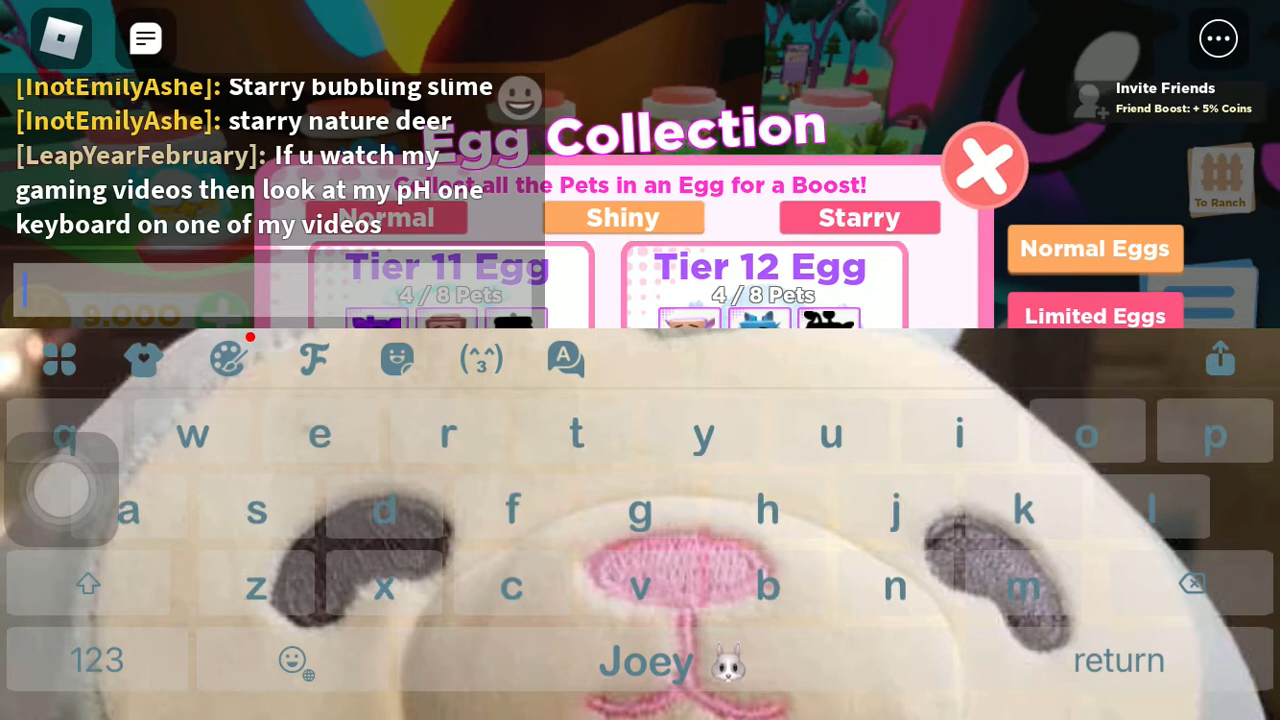 [InotEmilyAshe]: Starry bubbling slime
[InotEmilyAshe]: starry nature deer
[LeapYearFebruary]: If u watch my
gaming videos then look at my pH one
keyboard on one of my videos
Invite Friends
Friend Boost: + 5% Coins
Egg Collection
Collect all the Pets in an Egg for a Boost!
Normal
Shiny
Starry
To Ranch
Normal Eggs
Limited Eggs
Tier 11 Egg
4 / 8 Pets
Tier 12 Egg
4 / 8 Pets
9,000
q w e r t y u i o p
a s d f g h j k l
z x c v b n m
123
Joey 🐰
return